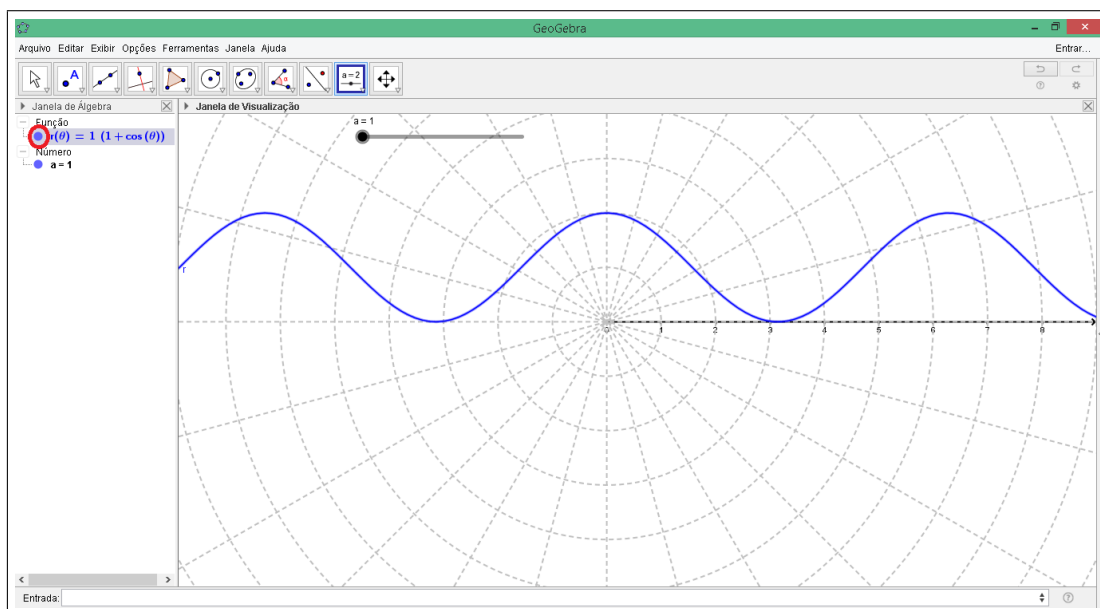 GeoGebra
Arquivo Editar Exibir Opções Ferramentas Janela Ajuda
Entrar...
A
α
a=2
Janela de Álgebra
Janela de Visualização
Função
r(θ) = 1 (1 + cos (θ))
Número
a = 1
a = 1
r
0 1 2 3 4 5 6 7 8
Entrada: